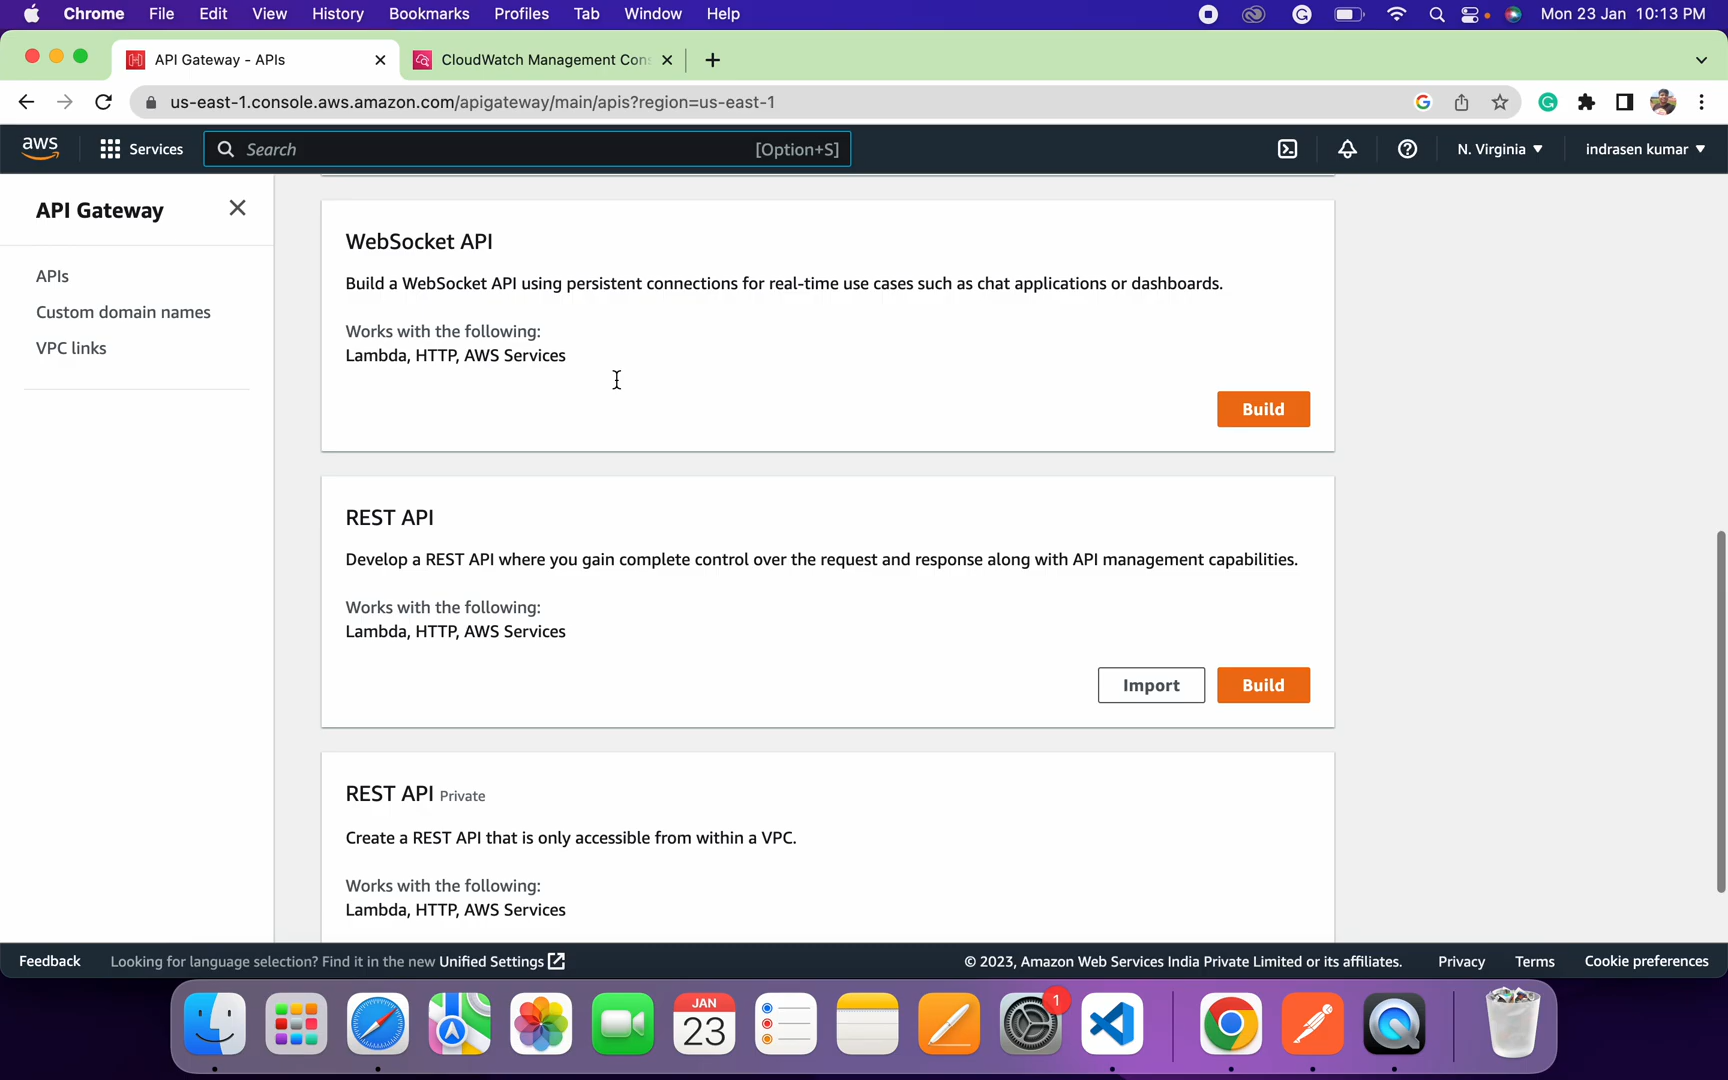 Chrome File Edit View History Bookmarks Profiles Tab Window Help Mon 23 Jan 10:13 PM
API Gateway - APIs
CloudWatch Management Con
us-east-1.console.aws.amazon.com/apigateway/main/apis?region=us-east-1
aws Services Search [Option+S] N. Virginia indrasen kumar
API Gateway
APIs
Custom domain names
VPC links
WebSocket API
Build a WebSocket API using persistent connections for real-time use cases such as chat applications or dashboards.
Works with the following:
Lambda, HTTP, AWS Services
Build
REST API
Develop a REST API where you gain complete control over the request and response along with API management capabilities.
Works with the following:
Lambda, HTTP, AWS Services
Import Build
REST API Private
Create a REST API that is only accessible from within a VPC.
Works with the following:
Lambda, HTTP, AWS Services
Feedback Looking for language selection? Find it in the new Unified Settings © 2023, Amazon Web Services India Private Limited or its affiliates. Privacy Terms Cookie preferences
JAN
23
1